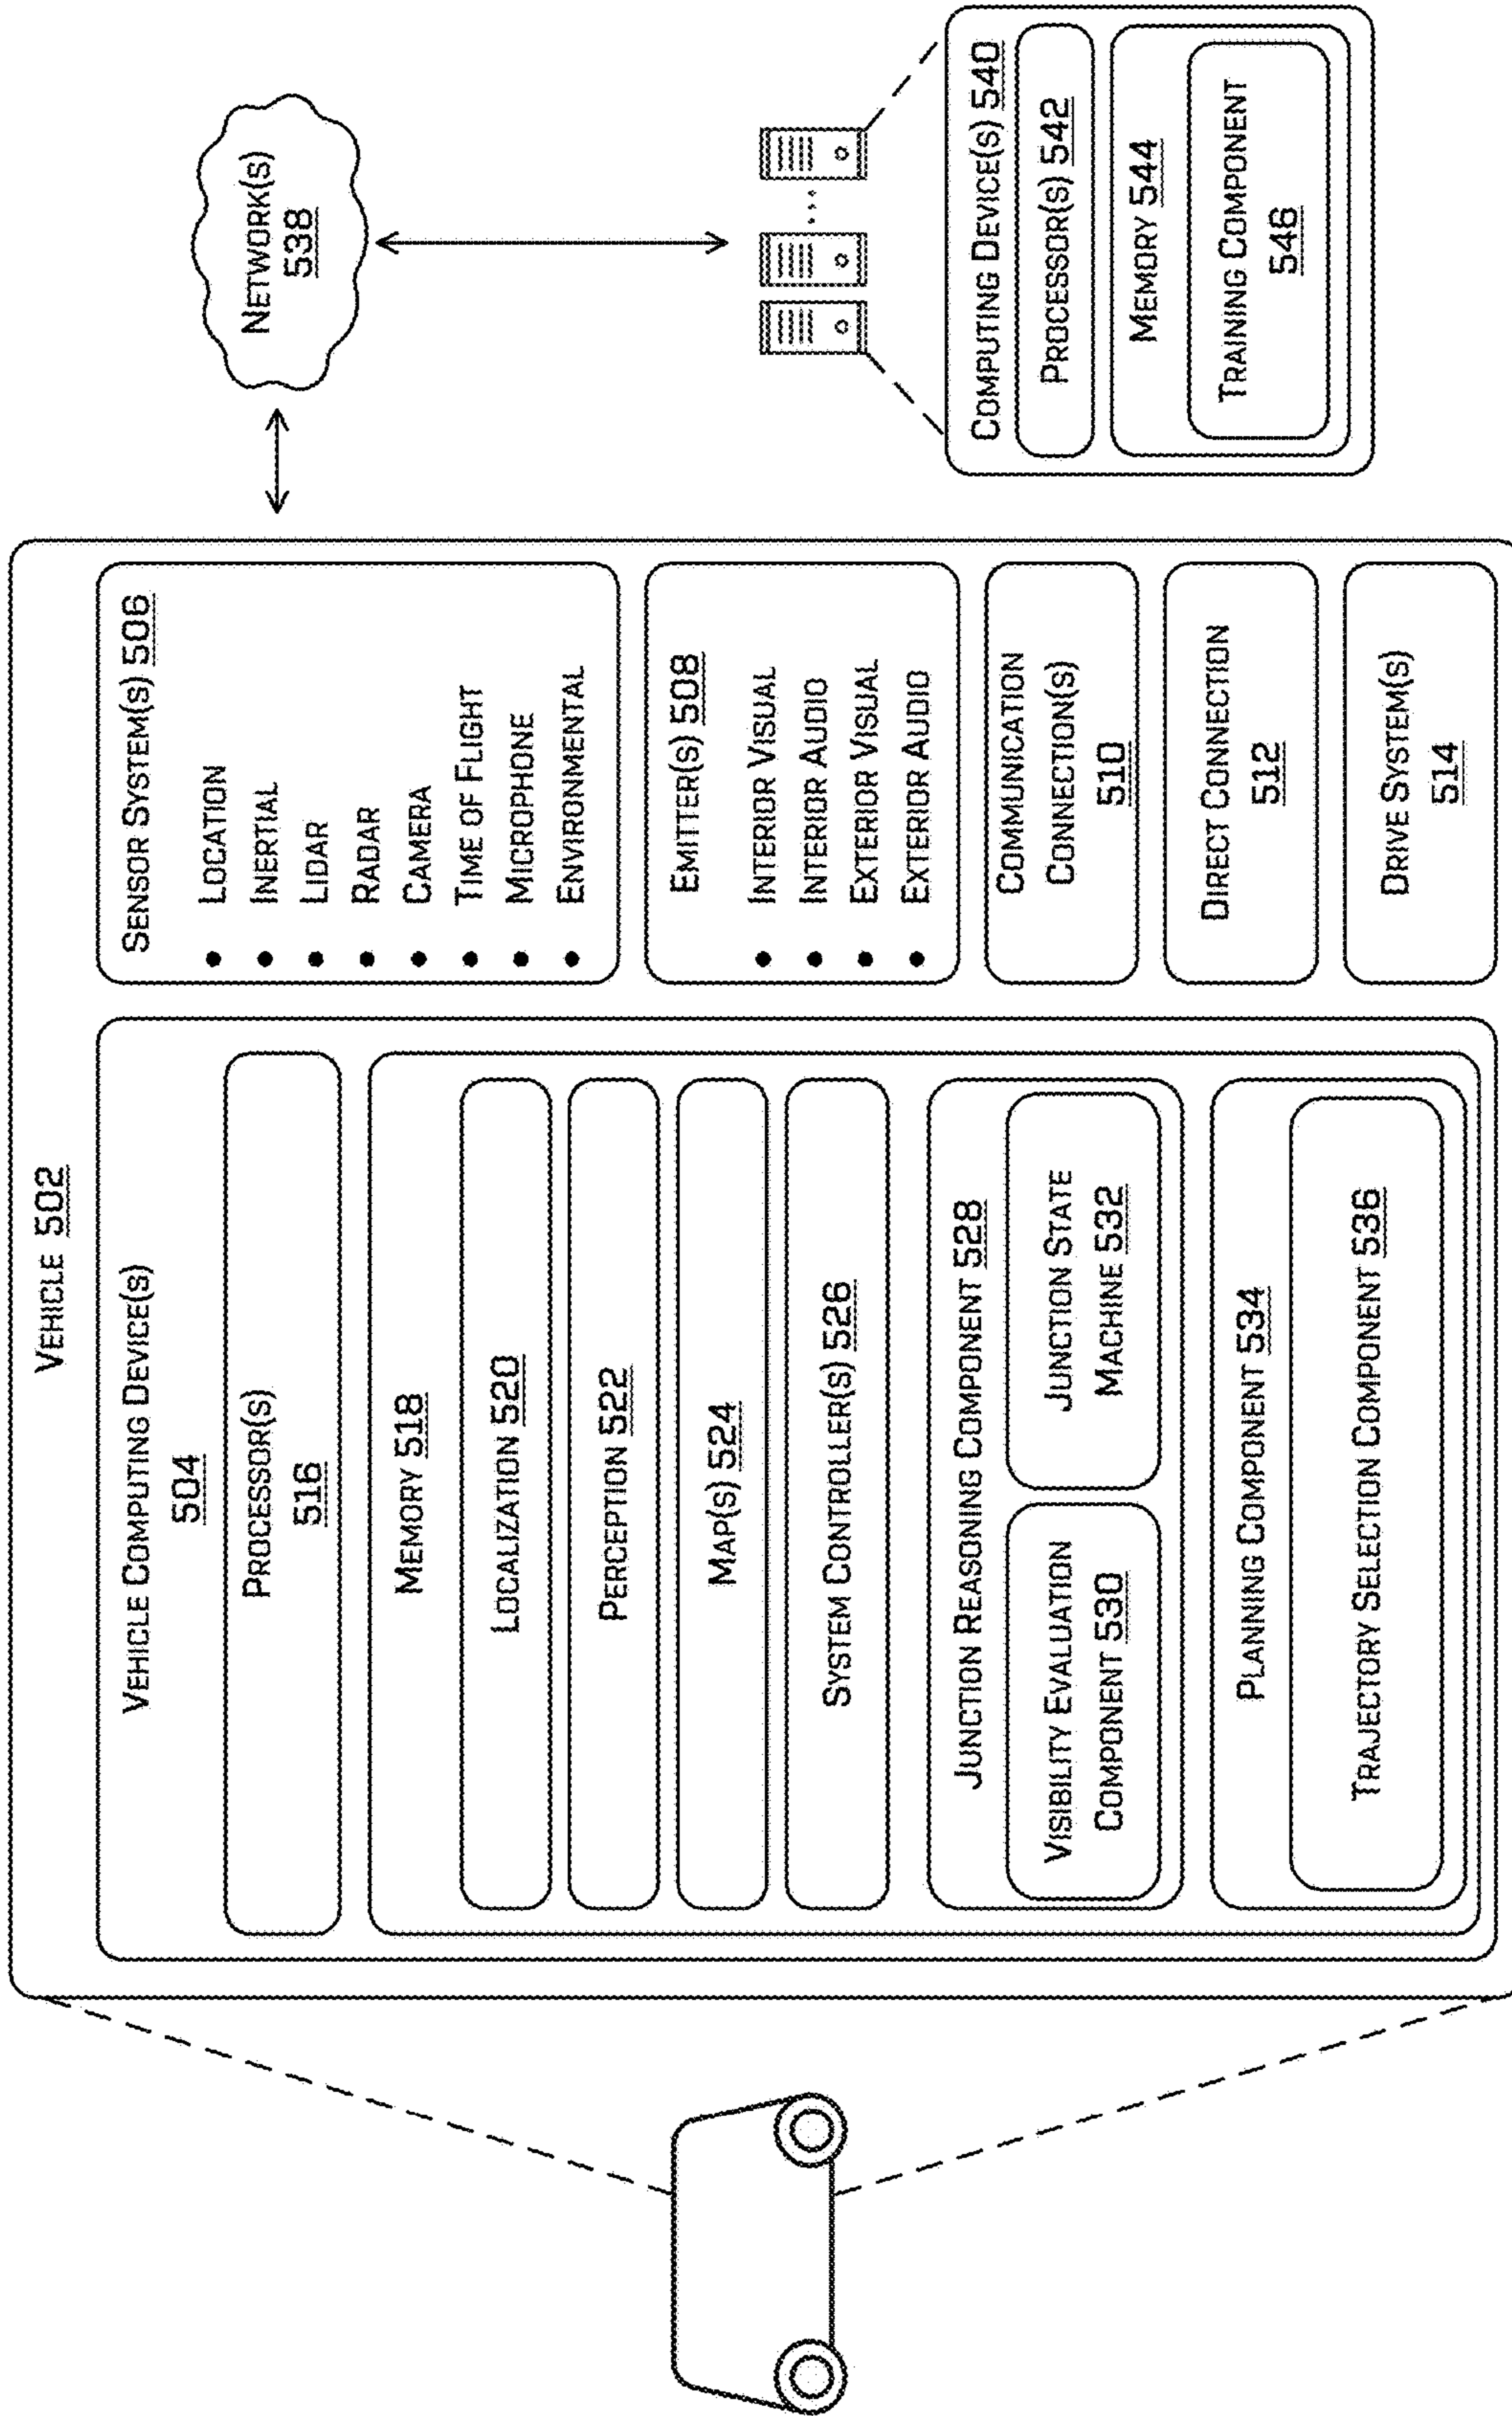 VEHICLE 502
VEHICLE COMPUTING DEVICE(S)
504
PROCESSOR(S)
516
MEMORY 518
LOCALIZATION 520
PERCEPTION 522
MAP(S) 524
SYSTEM CONTROLLER(S) 526
JUNCTION REASONING COMPONENT 528
VISIBILITY EVALUATION
COMPONENT 530
JUNCTION STATE
MACHINE 532
PLANNING COMPONENT 534
TRAJECTORY SELECTION COMPONENT 536
SENSOR SYSTEM(S) 506
• LOCATION
• INERTIAL
• LIDAR
• RADAR
• CAMERA
• TIME OF FLIGHT
• MICROPHONE
• ENVIRONMENTAL
EMITTER(S) 508
• INTERIOR VISUAL
• INTERIOR AUDIO
• EXTERIOR VISUAL
• EXTERIOR AUDIO
COMMUNICATION
CONNECTION(S)
510
DIRECT CONNECTION
512
DRIVE SYSTEM(S)
514
NETWORK(S)
538
COMPUTING DEVICE(S) 540
PROCESSOR(S) 542
MEMORY 544
TRAINING COMPONENT
546